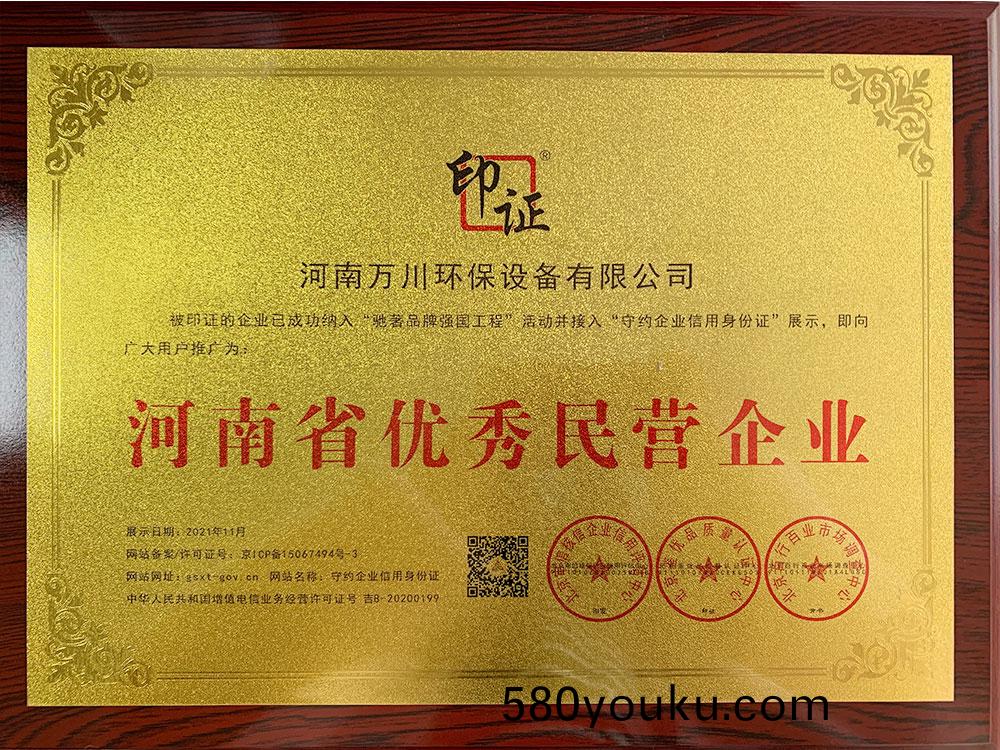 印证®
河南万川环保设备有限公司
被印证的企业已成功纳入“驰著品牌强国工程”活动并接入“守约企业信用身份证”展示，即向
广大用户推广为：
河南省优秀民营企业
展示日期：2021年11月
网站备案/许可证号：京ICP备15067494号-3
网站网址：gsxt-gov.cn 网站名称：守约企业信用身份证
中华人民共和国增值电信业务经营许可证号 吉B-20200199
580youku.com